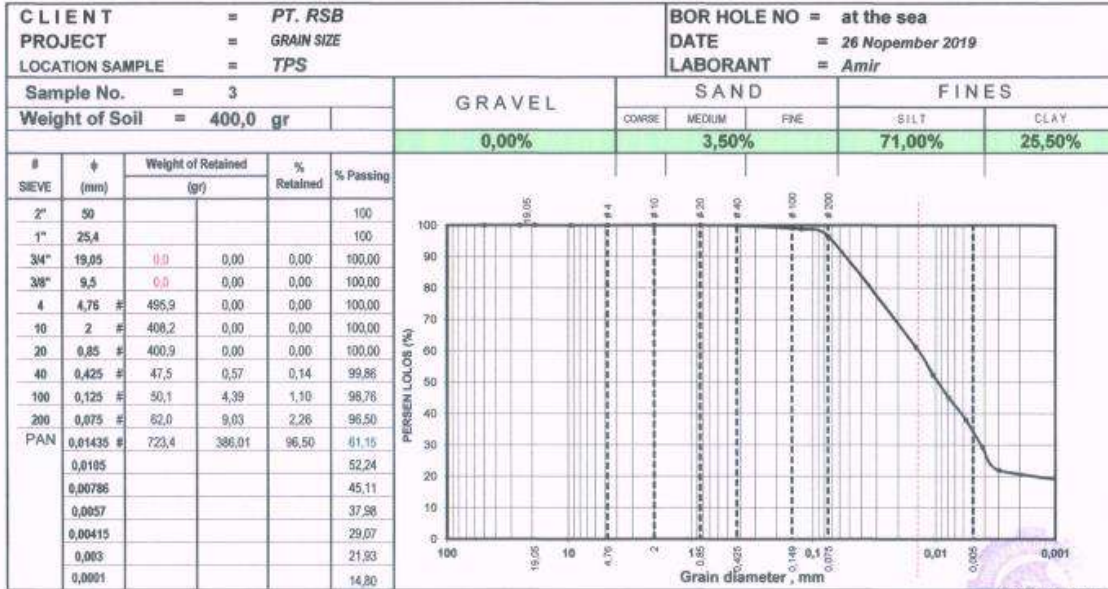 CLIENT = PT. RSB
PROJECT = GRAIN SIZE
LOCATION SAMPLE = TPS
BOR HOLE NO = at the sea
DATE = 26 Nopember 2019
LABORANT = Amir
Sample No. = 3
Weight of Soil = 400,0 gr
GRAVEL SAND FINES
COARSE MEDIUM FINE SILT CLAY
0,00% 3,50% 71,00% 25,50%
# SIEVE ϕ (mm) Weight of Retained (gr) % Retained % Passing
2" 50 100
1" 25,4 100
3/4" 19,05 0,0 0,00 0,00 100,00
3/8" 9,5 0,0 0,00 0,00 100,00
4 4,76 # 495,9 0,00 0,00 100,00
10 2 # 408,2 0,00 0,00 100,00
20 0,85 # 400,9 0,00 0,00 100,00
40 0,425 # 47,5 0,57 0,14 99,86
100 0,125 # 50,1 4,39 1,10 98,76
200 0,075 # 62,0 9,03 2,26 96,50
PAN 0,01435 # 723,4 386,01 96,50 61,15
0,0105 52,24
0,00786 45,11
0,0057 37,98
0,00415 29,07
0,003 21,93
0,0001 14,80
19,05 # 4 # 10 # 20 # 40 # 100 # 200
PERSEN LOLOS (%)
100
90
80
70
60
50
40
30
20
10
0
100 10 1 0,1 0,01 0,001
19,05 4,76 2 0,85 0,425 0,149 0,075 0,005
Grain diameter , mm